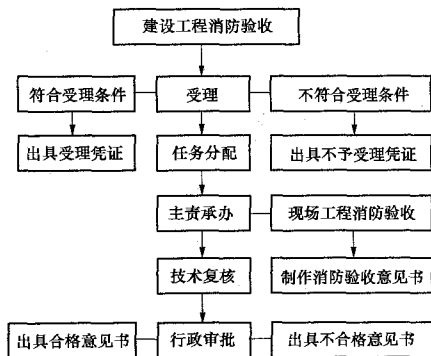 建设工程消防验收
符合受理条件
受理
不符合受理条件
出具受理凭证
任务分配
出具不予受理凭证
主责承办
现场工程消防验收
技术复核
制作消防验收意见书
出具合格意见书
行政审批
出具不合格意见书